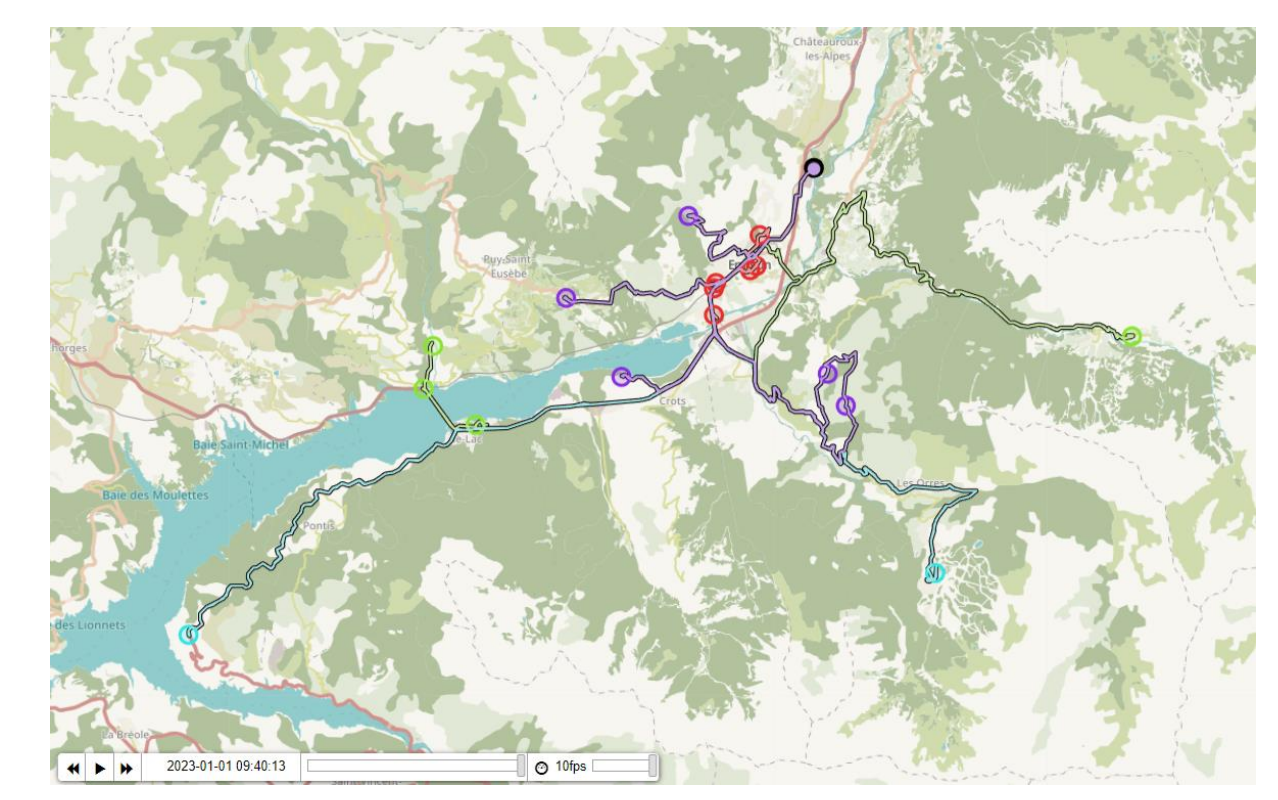 Châteauroux-
les-Alpes
Puy-Saint-
Eusèbe
horges
Crots
Baie Saint-Michel
Les Orres
Baie des Moulettes
Pontis
des Lionnets
La Bréole
2023-01-01 09:40:13
10fps